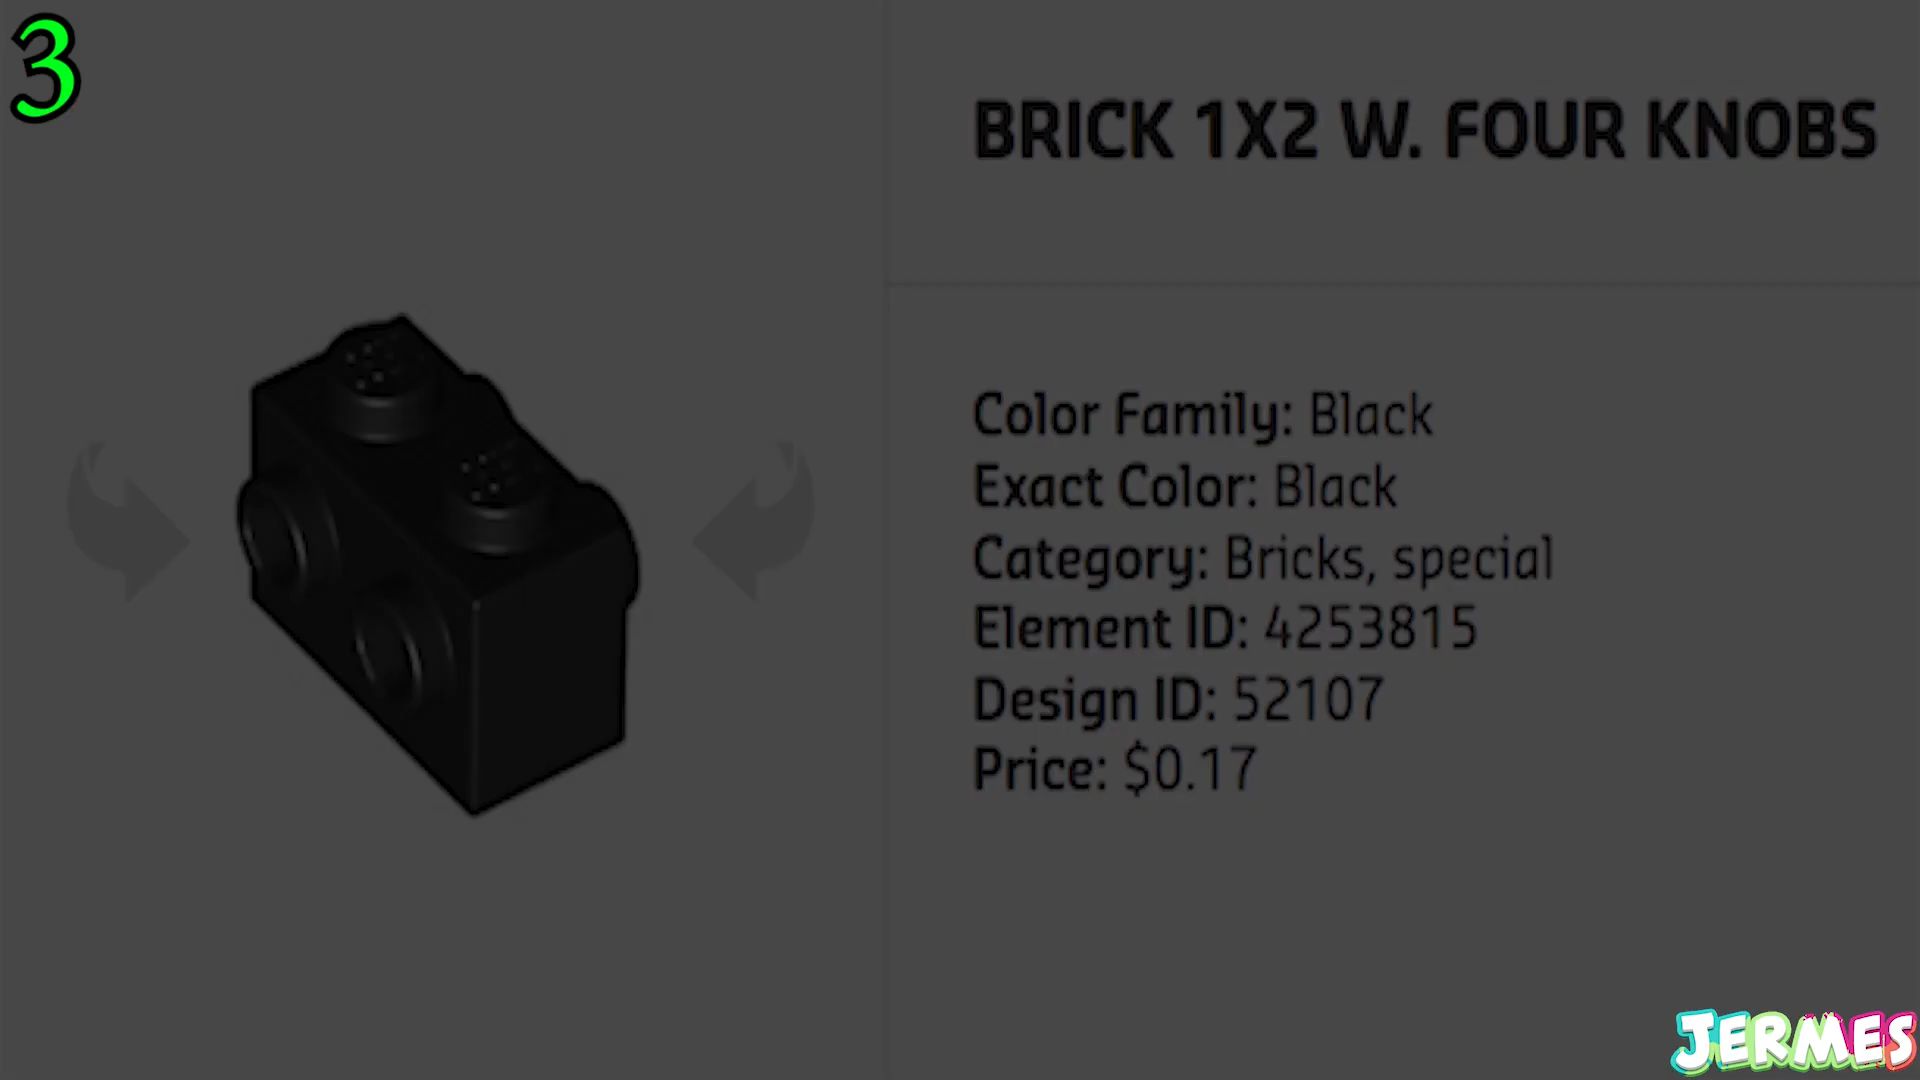 3
BRICK 1X2 W. FOUR KNOBS
Color Family: Black
Exact Color: Black
Category: Bricks, special
Element ID: 4253815
Design ID: 52107
Price: $0.17
JERMES